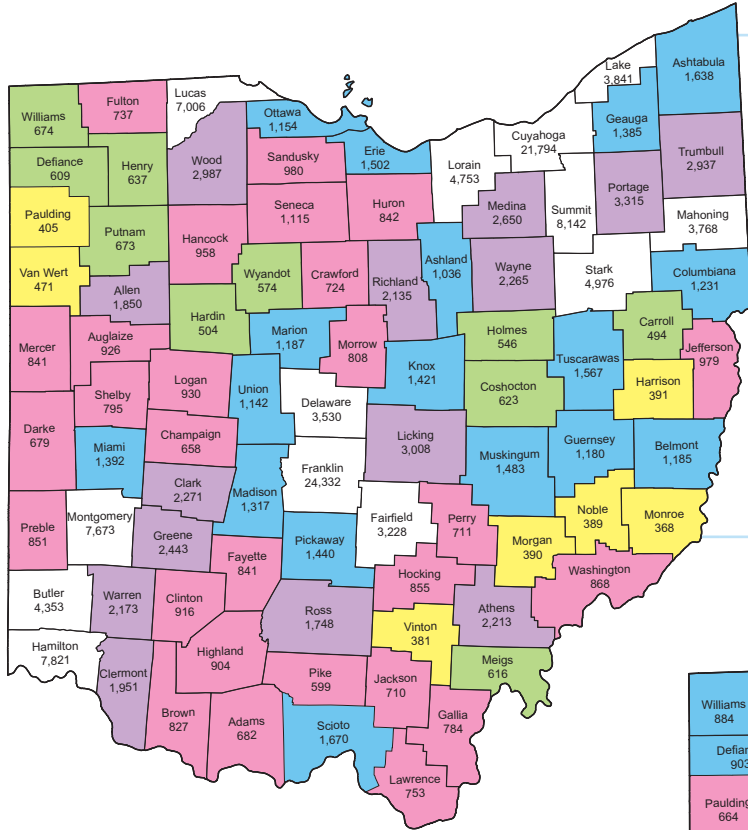 Lake
3,841
Ashtabula
1,638
Lucas
7,006
Fulton
737
Williams
674
Ottawa
1,154
Geauga
1,385
Cuyahoga
21,794
Erie
1,502
Trumbull
2,937
Wood
2,987
Sandusky
980
Lorain
4,753
Defiance
609
Henry
637
Portage
3,315
Medina
2,650
Summit
8,142
Huron
842
Seneca
1,115
Mahoning
3,768
Paulding
405
Putnam
673
Hancock
958
Ashland
1,036
Wayne
2,265
Stark
4,976
Wyandot
574
Crawford
724
Richland
2,135
Columbiana
1,231
Van Wert
471
Allen
1,850
Hardin
504
Marion
1,187
Holmes
546
Carroll
494
Mercer
841
Auglaize
926
Morrow
808
Jefferson
979
Tuscarawas
1,567
Knox
1,421
Logan
930
Union
1,142
Harrison
391
Shelby
795
Coshocton
623
Delaware
3,530
Darke
679
Champaign
658
Licking
3,008
Miami
1,392
Muskingum
1,483
Guernsey
1,180
Belmont
1,185
Franklin
24,332
Clark
2,271
Madison
1,317
Noble
389
Monroe
368
Preble
851
Montgomery
7,673
Fairfield
3,228
Perry
711
Greene
2,443
Pickaway
1,440
Morgan
390
Fayette
841
Washington
868
Hocking
855
Butler
4,353
Warren
2,173
Clinton
916
Ross
1,748
Athens
2,213
Vinton
381
Hamilton
7,821
Highland
904
Meigs
616
Clermont
1,951
Pike
599
Jackson
710
Brown
827
Adams
682
Scioto
1,670
Gallia
784
Lawrence
753
Williams
884
903
Paulding
664